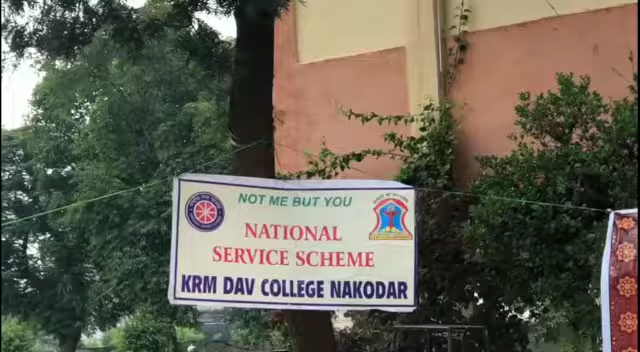 NOT ME BUT YOU
NATIONAL
SERVICE SCHEME
KRM DAV COLLEGE NAKODAR